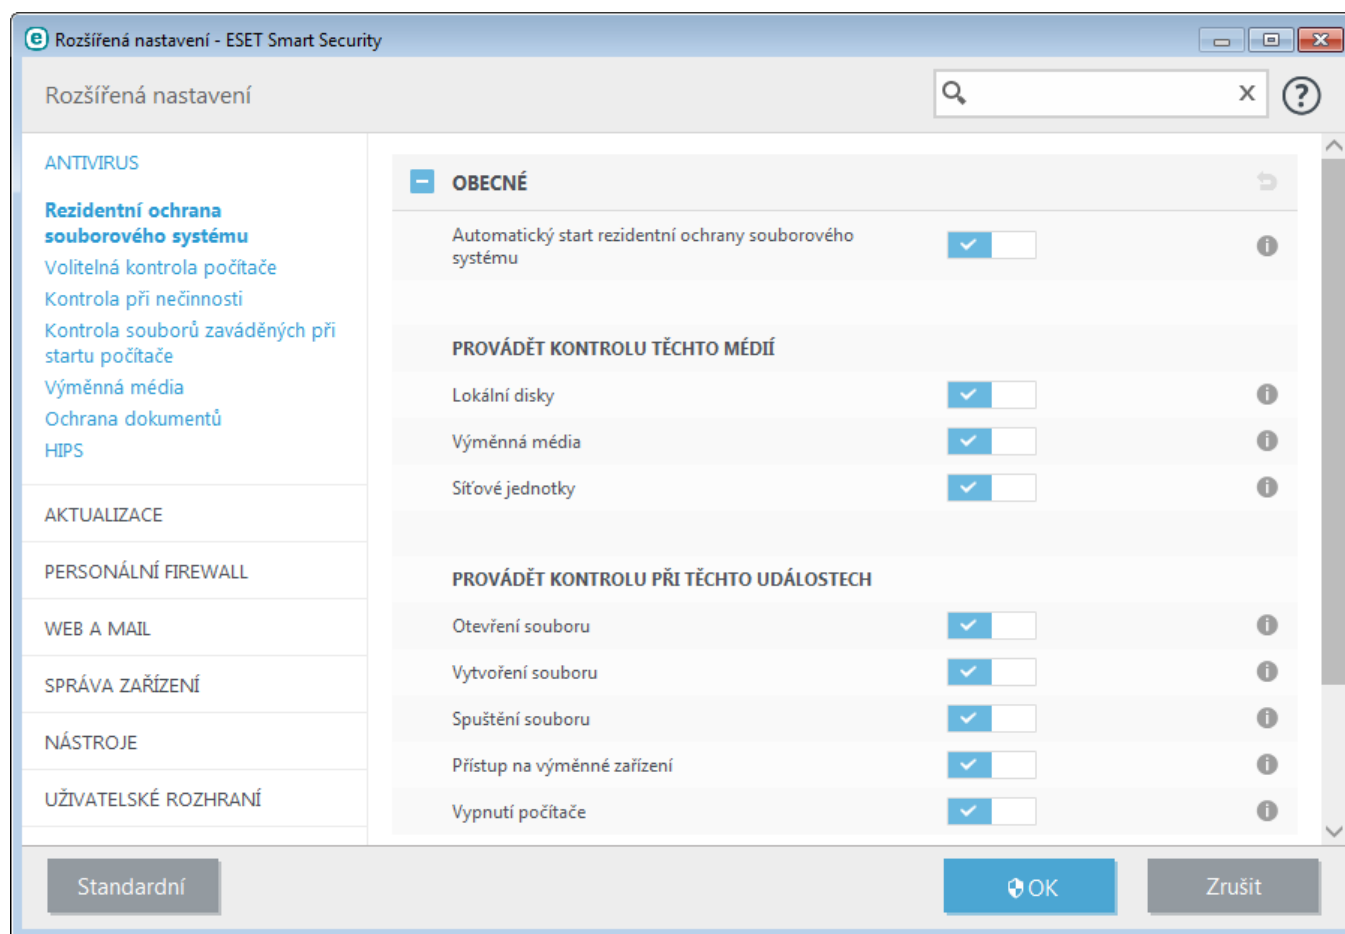 Rozšířená nastavení - ESET Smart Security
Rozšířená nastavení
ANTIVIRUS
Rezidentní ochrana
souborového systému
Volitelná kontrola počítače
Kontrola při nečinnosti
Kontrola souborů zaváděných při
startu počítače
Výměnná média
Ochrana dokumentů
HIPS
AKTUALIZACE
PERSONÁLNÍ FIREWALL
WEB A MAIL
SPRÁVA ZAŘÍZENÍ
NÁSTROJE
UŽIVATELSKÉ ROZHRANÍ
OBECNÉ
Automatický start rezidentní ochrany souborového
systému
PROVÁDĚT KONTROLU TĚCHTO MÉDIÍ
Lokální disky
Výměnná média
Síťové jednotky
PROVÁDĚT KONTROLU PŘI TĚCHTO UDÁLOSTECH
Otevření souboru
Vytvoření souboru
Spuštění souboru
Přístup na výměnné zařízení
Vypnutí počítače
Standardní
OK
Zrušit